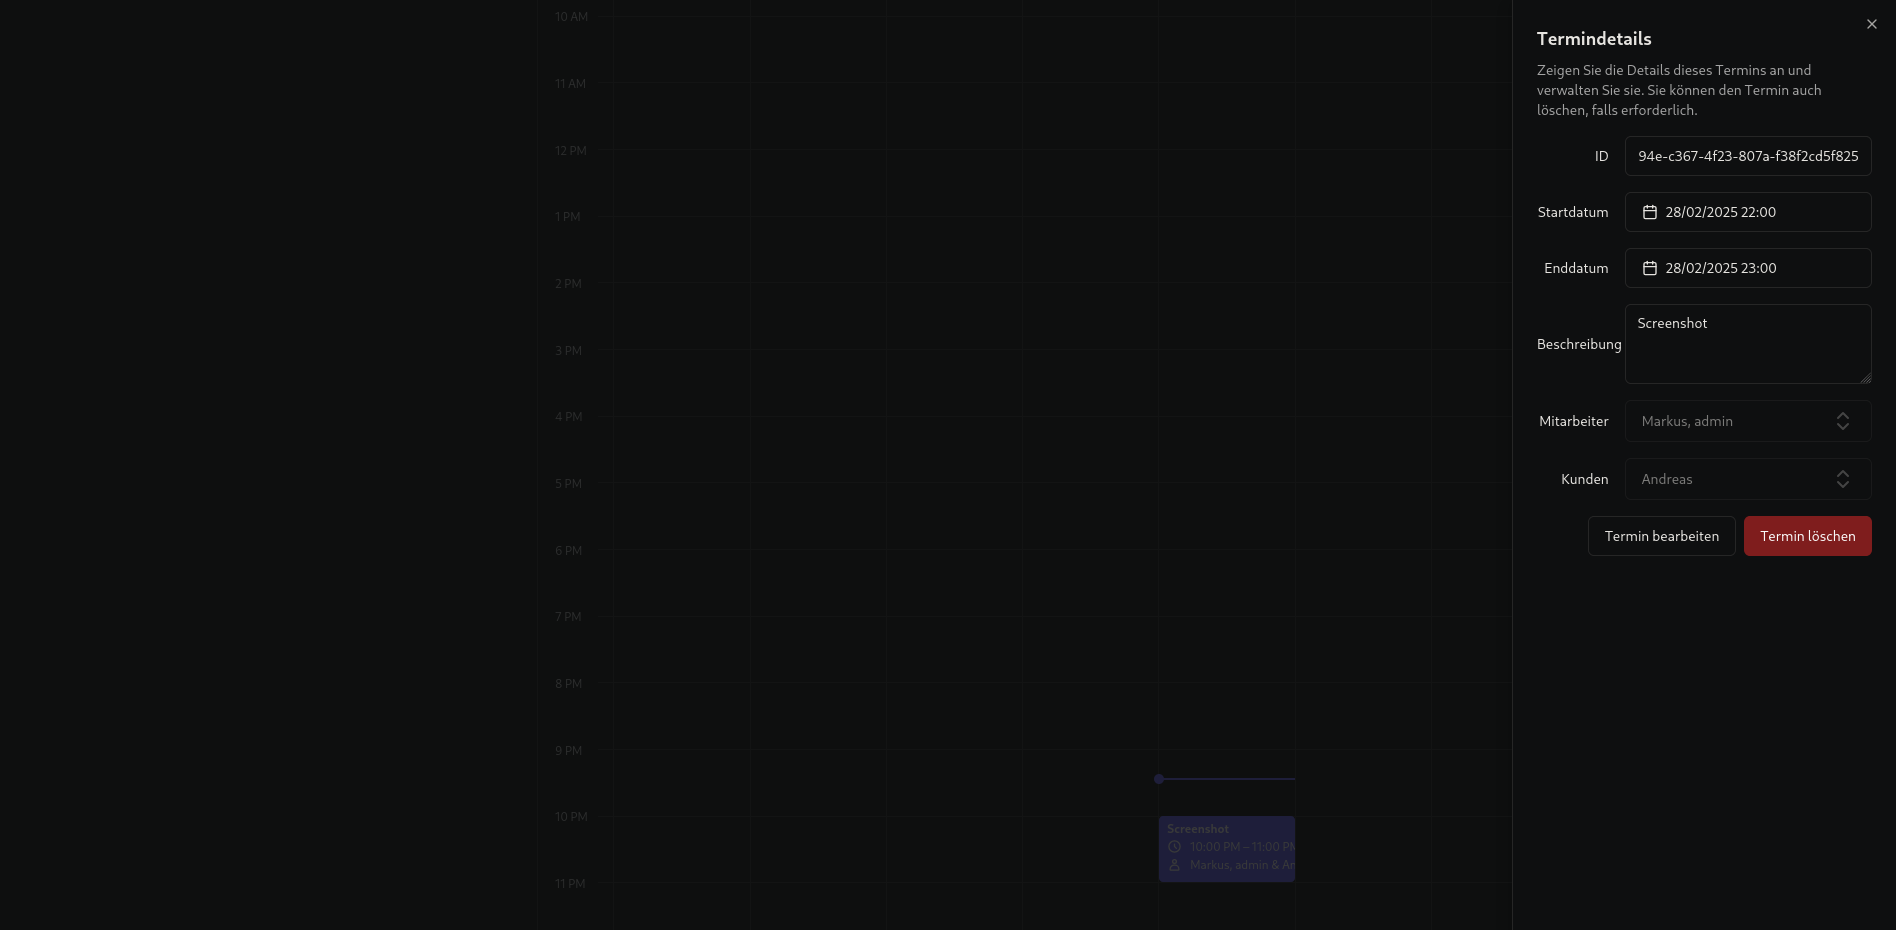 10 AM
11 AM
12 PM
1 PM
2 PM
3 PM
4 PM
5 PM
6 PM
7 PM
8 PM
9 PM
10 PM
11 PM
Screenshot
10:00 PM – 11:00 PM
Markus, admin & An
Termindetails
Zeigen Sie die Details dieses Termins an und
verwalten Sie sie. Sie können den Termin auch
löschen, falls erforderlich.
ID 94e-c367-4f23-807a-f38f2cd5f825
Startdatum 28/02/2025 22:00
Enddatum 28/02/2025 23:00
Beschreibung Screenshot
Mitarbeiter Markus, admin
Kunden Andreas
Termin bearbeiten Termin löschen